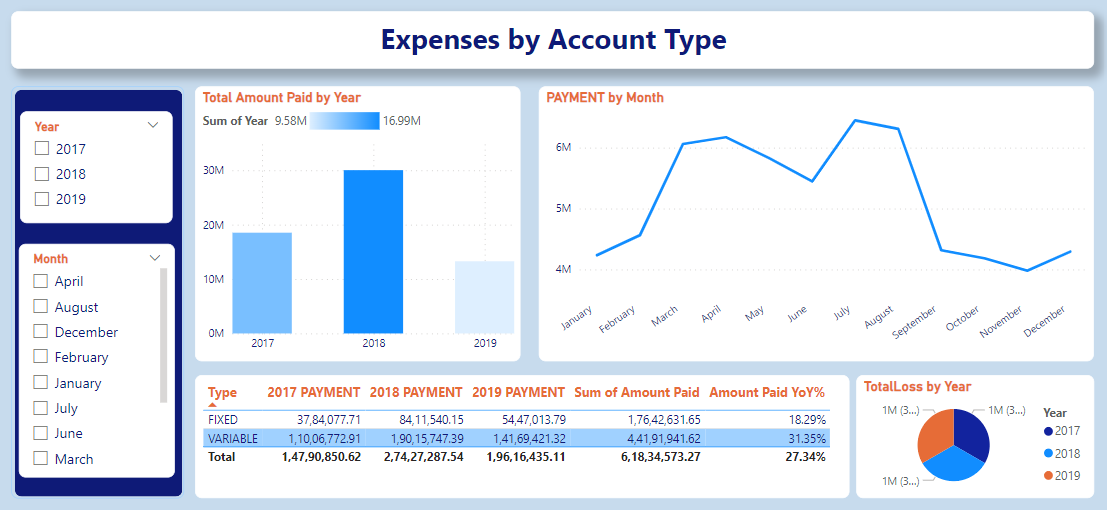 Expenses by Account Type
Year
2017
2018
2019
Month
April
August
December
February
January
July
June
March
Total Amount Paid by Year
Sum of Year 9.58M 16.99M
30M
20M
10M
0M
2017 2018 2019
PAYMENT by Month
6M
5M
4M
January February March April May June July August September October November December
Type 2017 PAYMENT 2018 PAYMENT 2019 PAYMENT Sum of Amount Paid Amount Paid YoY%
FIXED 37,84,077.71 84,11,540.15 54,47,013.79 1,76,42,631.65 18.29%
VARIABLE 1,10,06,772.91 1,90,15,747.39 1,41,69,421.32 4,41,91,941.62 31.35%
Total 1,47,90,850.62 2,74,27,287.54 1,96,16,435.11 6,18,34,573.27 27.34%
TotalLoss by Year
1M (3...) 1M (3...)
1M (3...)
Year
2017
2018
2019